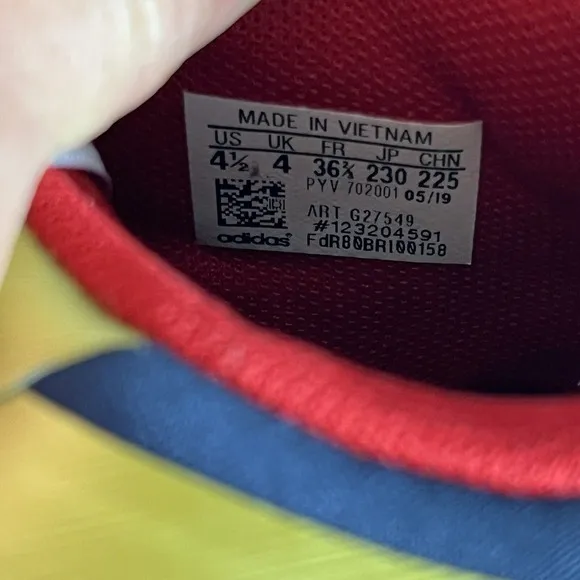 MADE IN VIETNAM
US UK FR JP CHN
4½ 4 36⅔ 230 225
PYV 702001 05/19
ART G27549
#123204591
adidas FdR80BRI00158